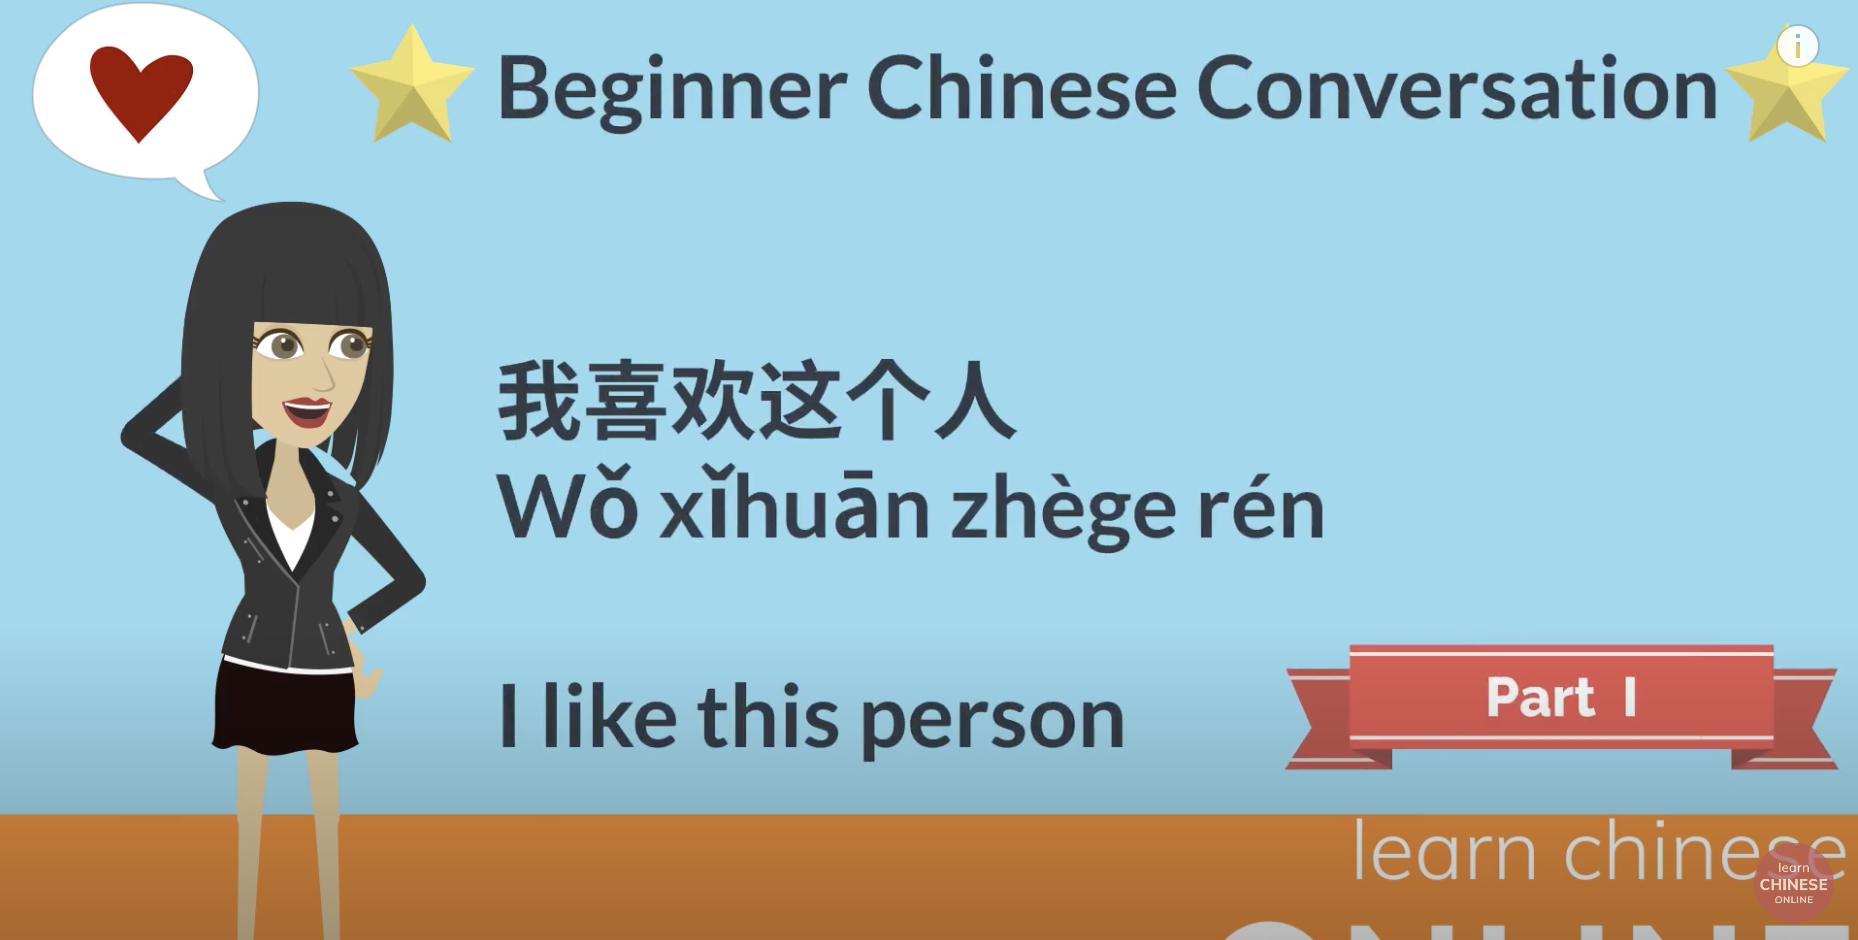 Beginner Chinese Conversation
我喜欢这个人
Wǒ xǐhuān zhège rén
I like this person
Part I
learn chinese
ONLINE
learn
CHINESE
ONLINE
i